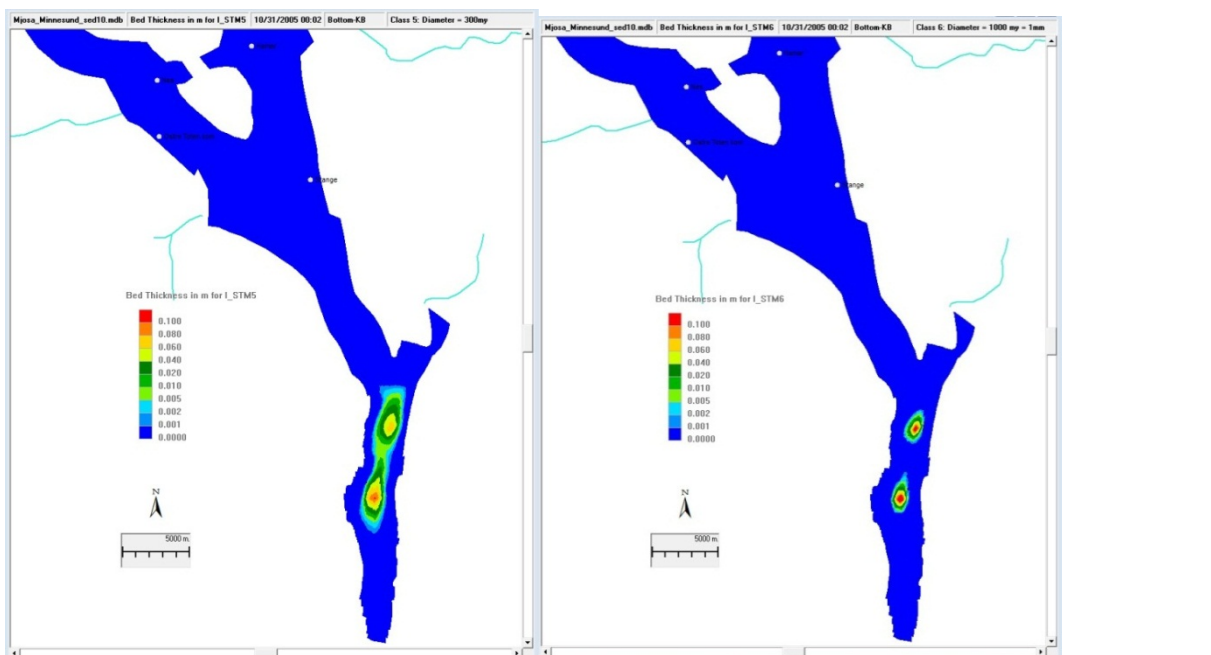 Mjosa_Minnesund_sed10.mdb Bed Thickness in m for I_STM5 10/31/2005 00:02 Bottom-KB Class 5: Diameter = 300my
Stange
Bed Thickness in m for I_STM5
0.100
0.080
0.060
0.040
0.020
0.010
0.005
0.002
0.001
0.0000
N
5000 m.
Mjosa_Minnesund_sed10.mdb Bed Thickness in m for I_STM6 10/31/2005 00:02 Bottom-KB Class 6: Diameter = 1000 my = 1mm
Stange
Bed Thickness in m for I_STM6
0.100
0.080
0.060
0.040
0.020
0.010
0.005
0.002
0.001
0.0000
N
5000 m.